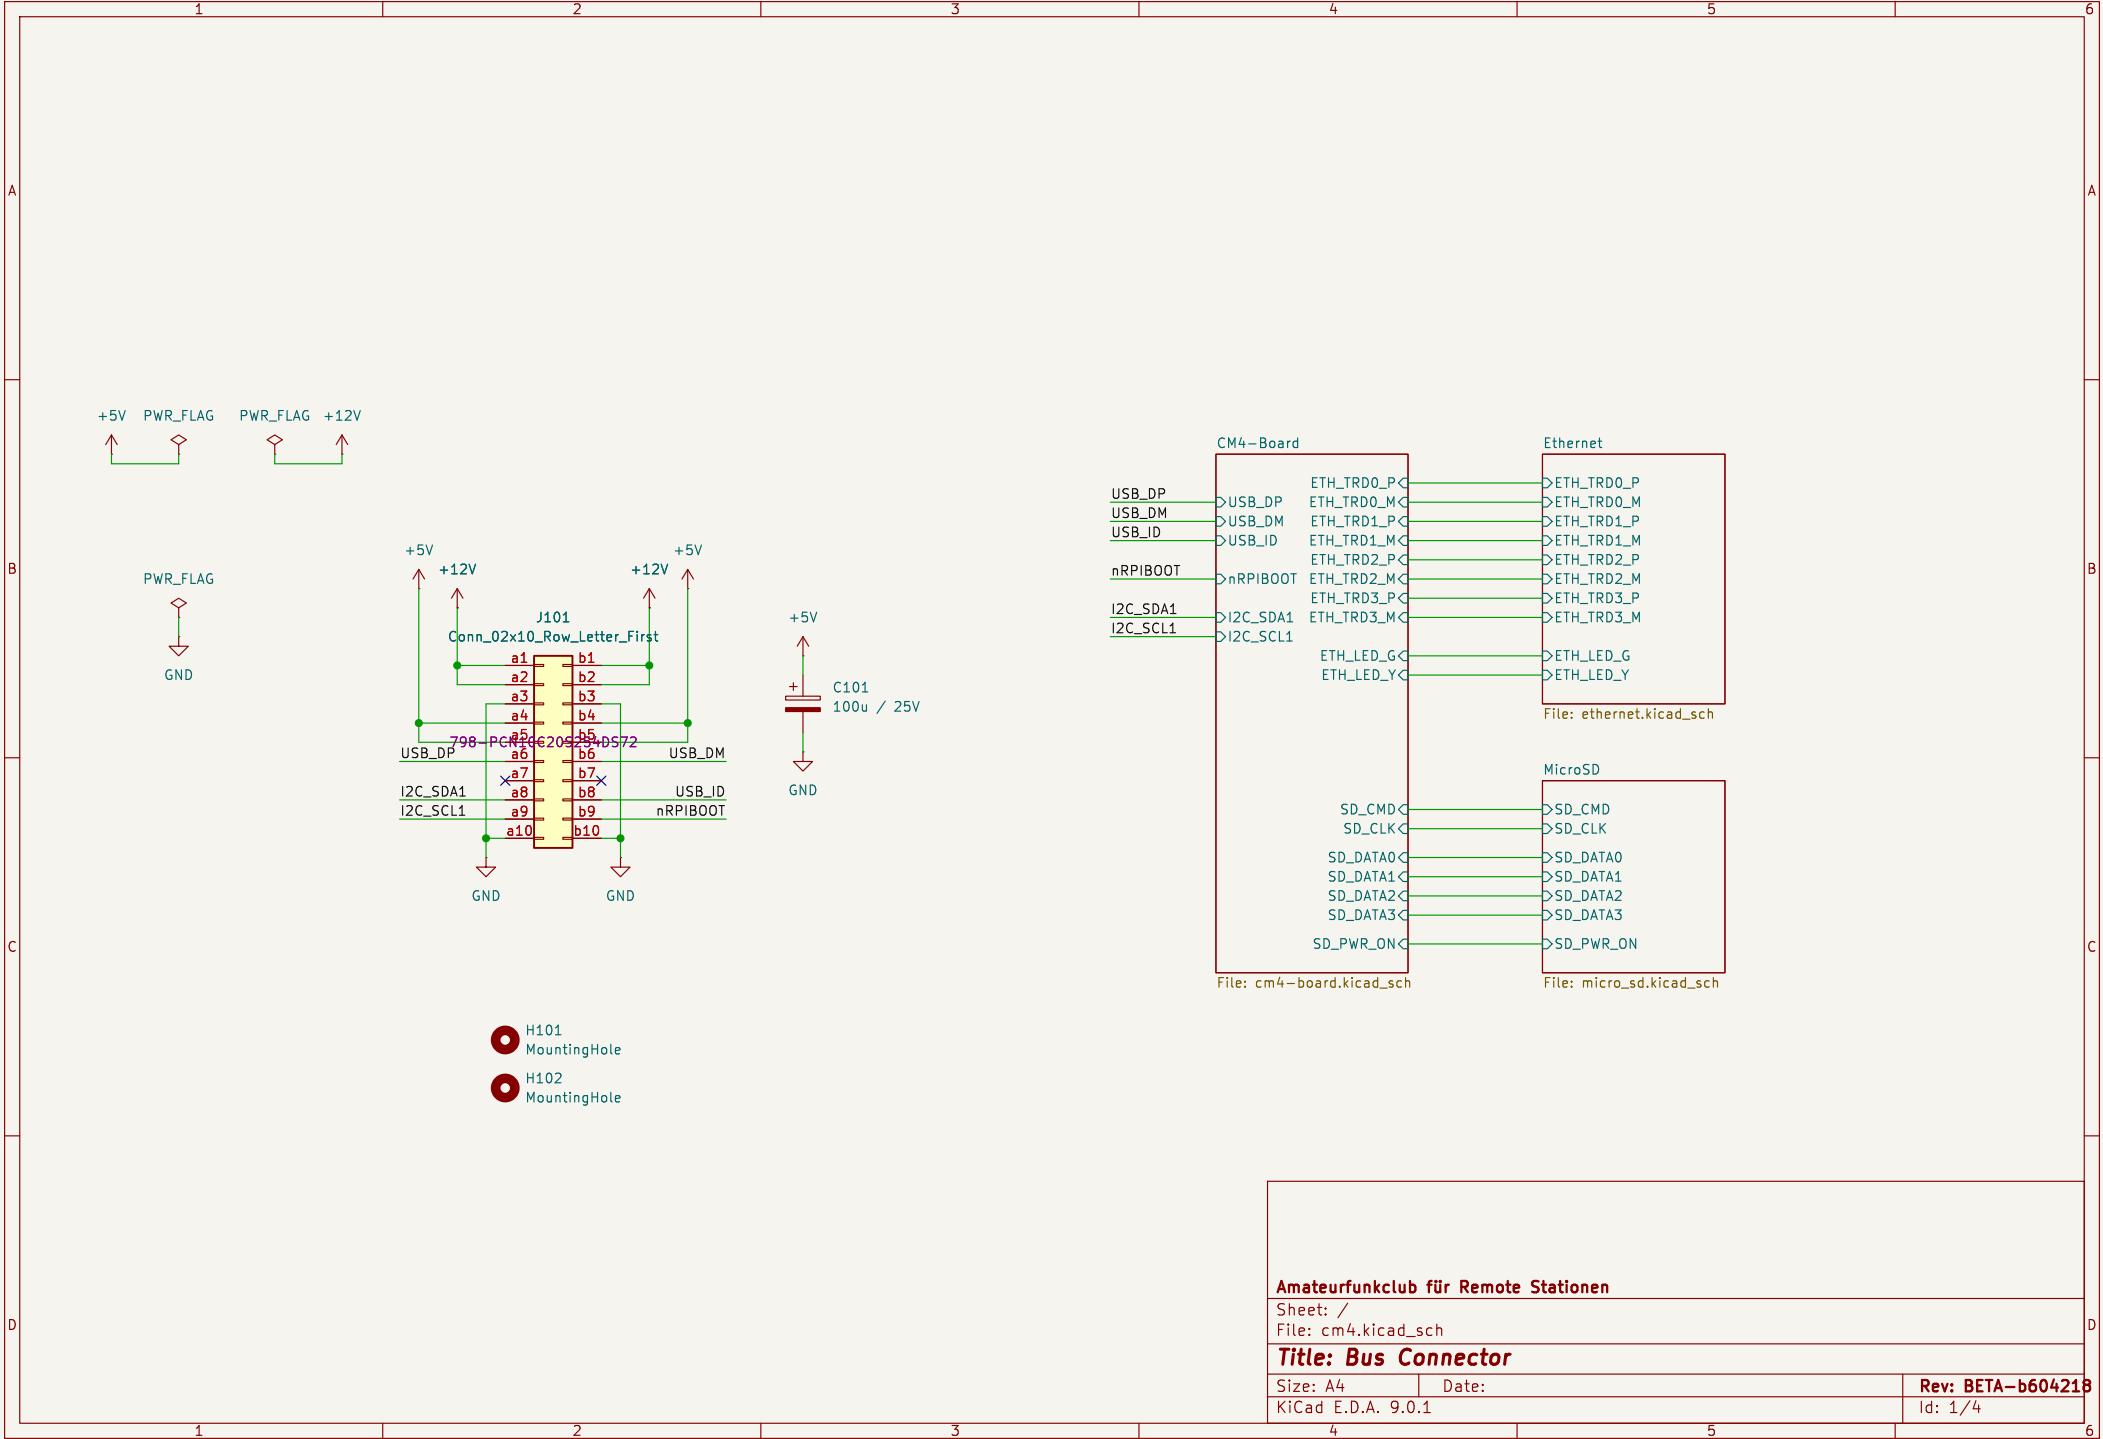 1 2 3 4 5 6
A A
B B
C C
D D
+5V PWR_FLAG PWR_FLAG +12V
PWR_FLAG
GND
+5V
+12V
+12V
+5V
J101
Conn_02x10_Row_Letter_First
a1 b1
a2 b2
a3 b3
a4 b4
a5 b5
798-PCN10C20S254DS72
USB_DP a6 b6 USB_DM
a7 b7
I2C_SDA1 a8 b8 USB_ID
I2C_SCL1 a9 b9 nRPIBOOT
a10 b10
GND GND
+5V
+
C101
100u / 25V
GND
H101
MountingHole
H102
MountingHole
CM4-Board
USB_DP
USB_DM
USB_ID
nRPIBOOT
I2C_SDA1
I2C_SCL1
USB_DP
USB_DM
USB_ID
nRPIBOOT
I2C_SDA1
I2C_SCL1
ETH_TRD0_P
ETH_TRD0_M
ETH_TRD1_P
ETH_TRD1_M
ETH_TRD2_P
ETH_TRD2_M
ETH_TRD3_P
ETH_TRD3_M
ETH_LED_G
ETH_LED_Y
SD_CMD
SD_CLK
SD_DATA0
SD_DATA1
SD_DATA2
SD_DATA3
SD_PWR_ON
File: cm4-board.kicad_sch
Ethernet
ETH_TRD0_P
ETH_TRD0_M
ETH_TRD1_P
ETH_TRD1_M
ETH_TRD2_P
ETH_TRD2_M
ETH_TRD3_P
ETH_TRD3_M
ETH_LED_G
ETH_LED_Y
File: ethernet.kicad_sch
MicroSD
SD_CMD
SD_CLK
SD_DATA0
SD_DATA1
SD_DATA2
SD_DATA3
SD_PWR_ON
File: micro_sd.kicad_sch
Amateurfunkclub für Remote Stationen
Sheet: /
File: cm4.kicad_sch
Title: Bus Connector
Size: A4 Date: Rev: BETA-b604218
KiCad E.D.A. 9.0.1 Id: 1/4
1 2 3 4 5 6